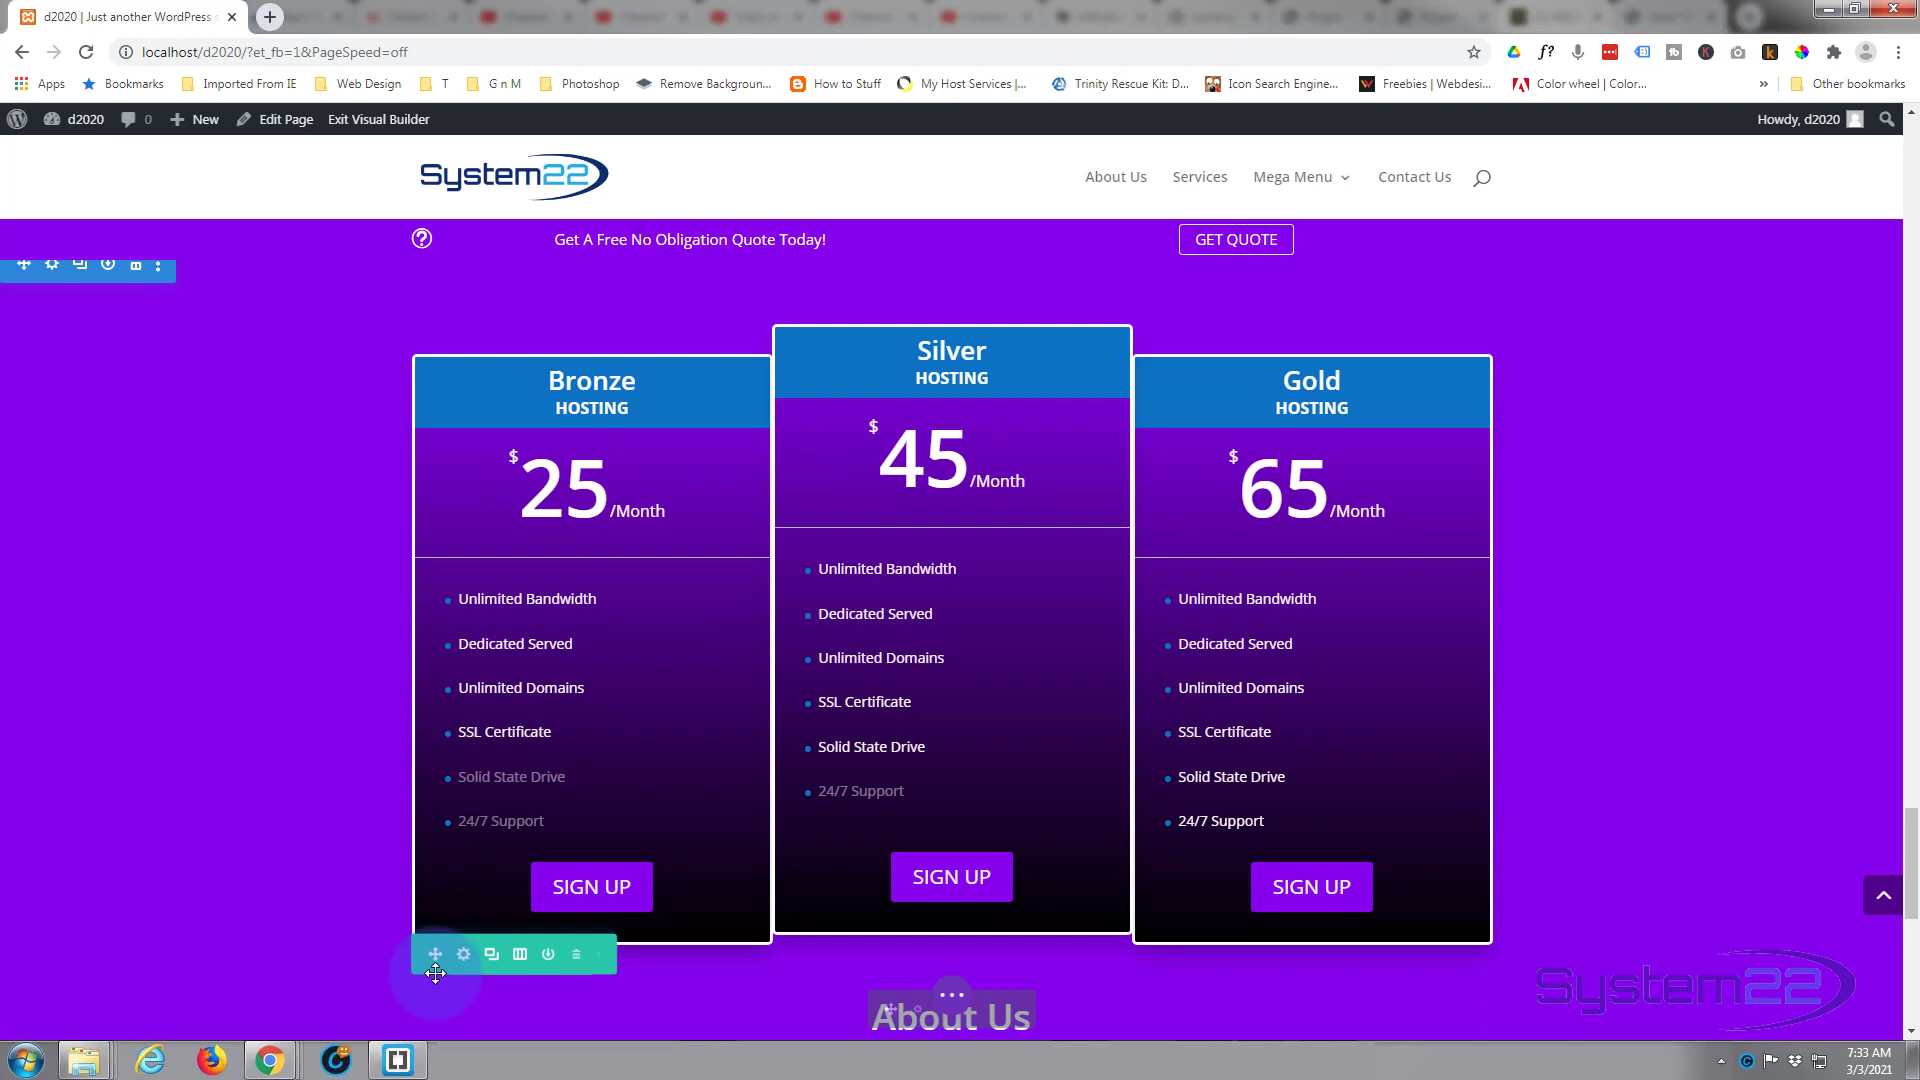 d2020 | Just another WordPress
localhost/d2020/?et_fb=1&PageSpeed=off
Apps Bookmarks Imported From IE Web Design T G n M Photoshop Remove Backgroun... How to Stuff My Host Services |... Trinity Rescue Kit: D... Icon Search Engine... Freebies | Webdesi... Color wheel | Color... » Other bookmarks
d2020 0 New Edit Page Exit Visual Builder Howdy, d2020
System22 About Us Services Mega Menu Contact Us
Get A Free No Obligation Quote Today! GET QUOTE
Bronze
HOSTING
$25/Month
Unlimited Bandwidth
Dedicated Served
Unlimited Domains
SSL Certificate
Solid State Drive
24/7 Support
SIGN UP
Silver
HOSTING
$45/Month
Unlimited Bandwidth
Dedicated Served
Unlimited Domains
SSL Certificate
Solid State Drive
24/7 Support
SIGN UP
Gold
HOSTING
$65/Month
Unlimited Bandwidth
Dedicated Served
Unlimited Domains
SSL Certificate
Solid State Drive
24/7 Support
SIGN UP
About Us
System22
7:33 AM
3/3/2021